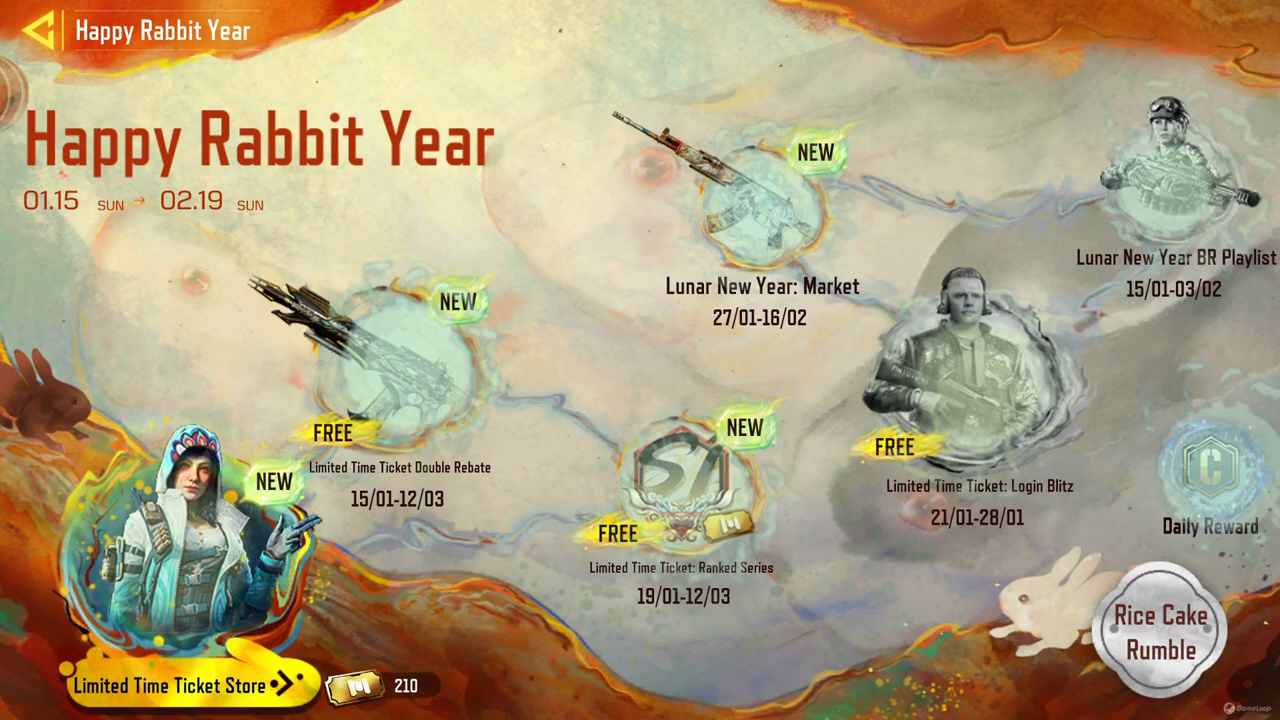 Happy Rabbit Year
Happy Rabbit Year
01.15 SUN → 02.19 SUN
NEW
Lunar New Year: Market
27/01-16/02
Lunar New Year BR Playlist
15/01-03/02
NEW
FREE
Limited Time Ticket Double Rebate
15/01-12/03
FREE
Limited Time Ticket: Login Blitz
21/01-28/01
NEW
S1
FREE
Limited Time Ticket: Ranked Series
19/01-12/03
NEW
C
Daily Reward
Rice Cake
Rumble
Limited Time Ticket Store
210
GameLoop